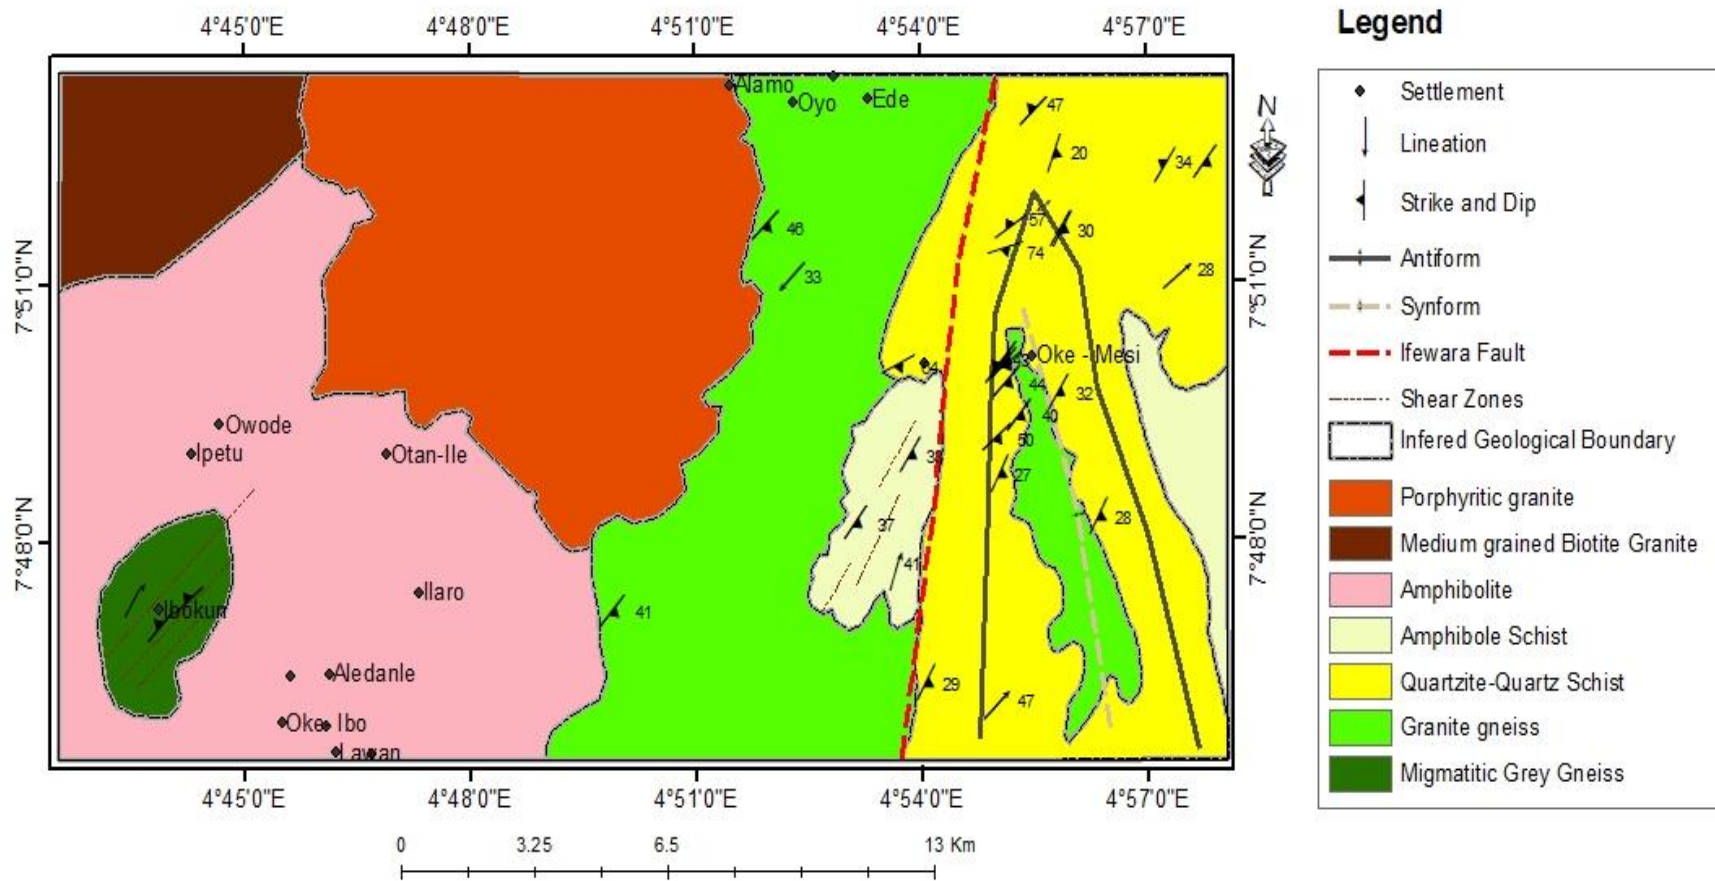 4°45'0"E
4°48'0"E
4°51'0"E
4°54'0"E
4°57'0"E
Legend
Settlement
Lineation
Strike and Dip
Antiform
Synform
Ifewara Fault
Shear Zones
Infered Geological Boundary
Porphyritic granite
Medium grained Biotite Granite
Amphibolite
Amphibole Schist
Quartzite-Quartz Schist
Granite gneiss
Migmatitic Grey Gneiss
N
Alamo
Oyo
Ede
47
20
34
46
57
30
74
33
28
7°51'0"N
7°51'0"N
Oke - Mesi
44
32
40
Owode
Ipetu
Otan-Ile
50
38
27
37
28
7°48'0"N
7°48'0"N
41
Ibokun
Ilaro
41
Aledanle
29
47
Oke- Ibo
Lawan
4°45'0"E
4°48'0"E
4°51'0"E
4°54'0"E
4°57'0"E
0
3.25
6.5
13 Km